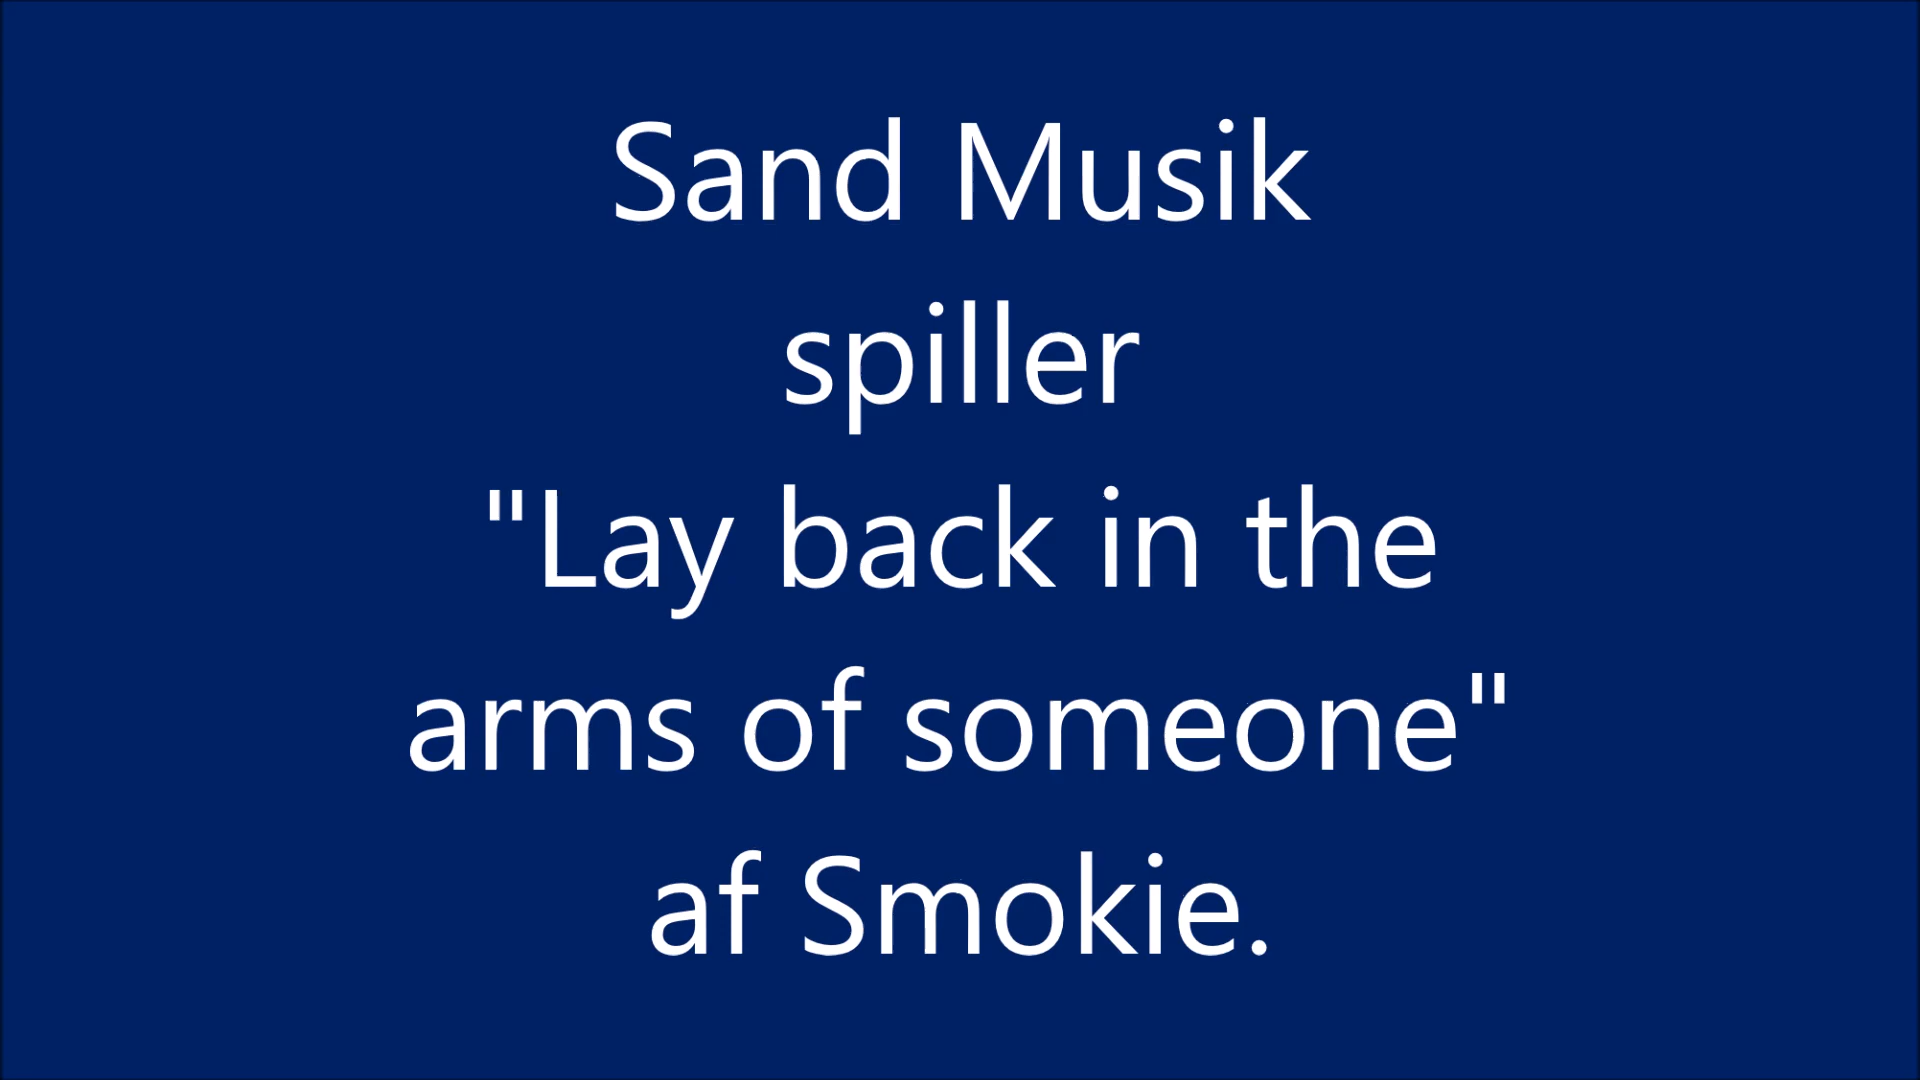 Sand Musik
spiller
"Lay back in the
arms of someone"
af Smokie.